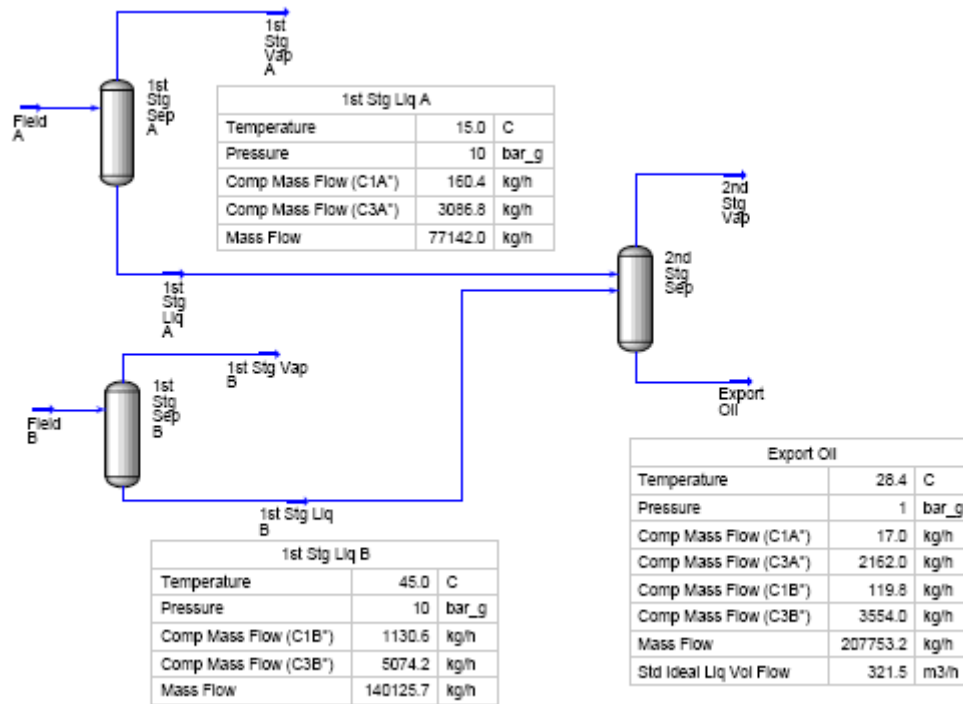 1st
Stg
Vap
A
Field
A
1st
Stg
Sep
A
1st Stg Liq A
Temperature 15.0 C
Pressure 10 bar_g
Comp Mass Flow (C1A*) 160.4 kg/h
Comp Mass Flow (C3A*) 3086.8 kg/h
Mass Flow 77142.0 kg/h
2nd
Stg
Vap
2nd
Stg
Sep
1st
Stg
Liq
A
1st Stg Vap
B
1st
Stg
Sep
B
Field
B
Export
Oil
1st Stg Liq
B
1st Stg Liq B
Temperature 45.0 C
Pressure 10 bar_g
Comp Mass Flow (C1B*) 1130.6 kg/h
Comp Mass Flow (C3B*) 5074.2 kg/h
Mass Flow 140125.7 kg/h
Export Oil
Temperature 28.4 C
Pressure 1 bar_g
Comp Mass Flow (C1A*) 17.0 kg/h
Comp Mass Flow (C3A*) 2162.0 kg/h
Comp Mass Flow (C1B*) 119.8 kg/h
Comp Mass Flow (C3B*) 3554.0 kg/h
Mass Flow 207753.2 kg/h
Std Ideal Liq Vol Flow 321.5 m3/h